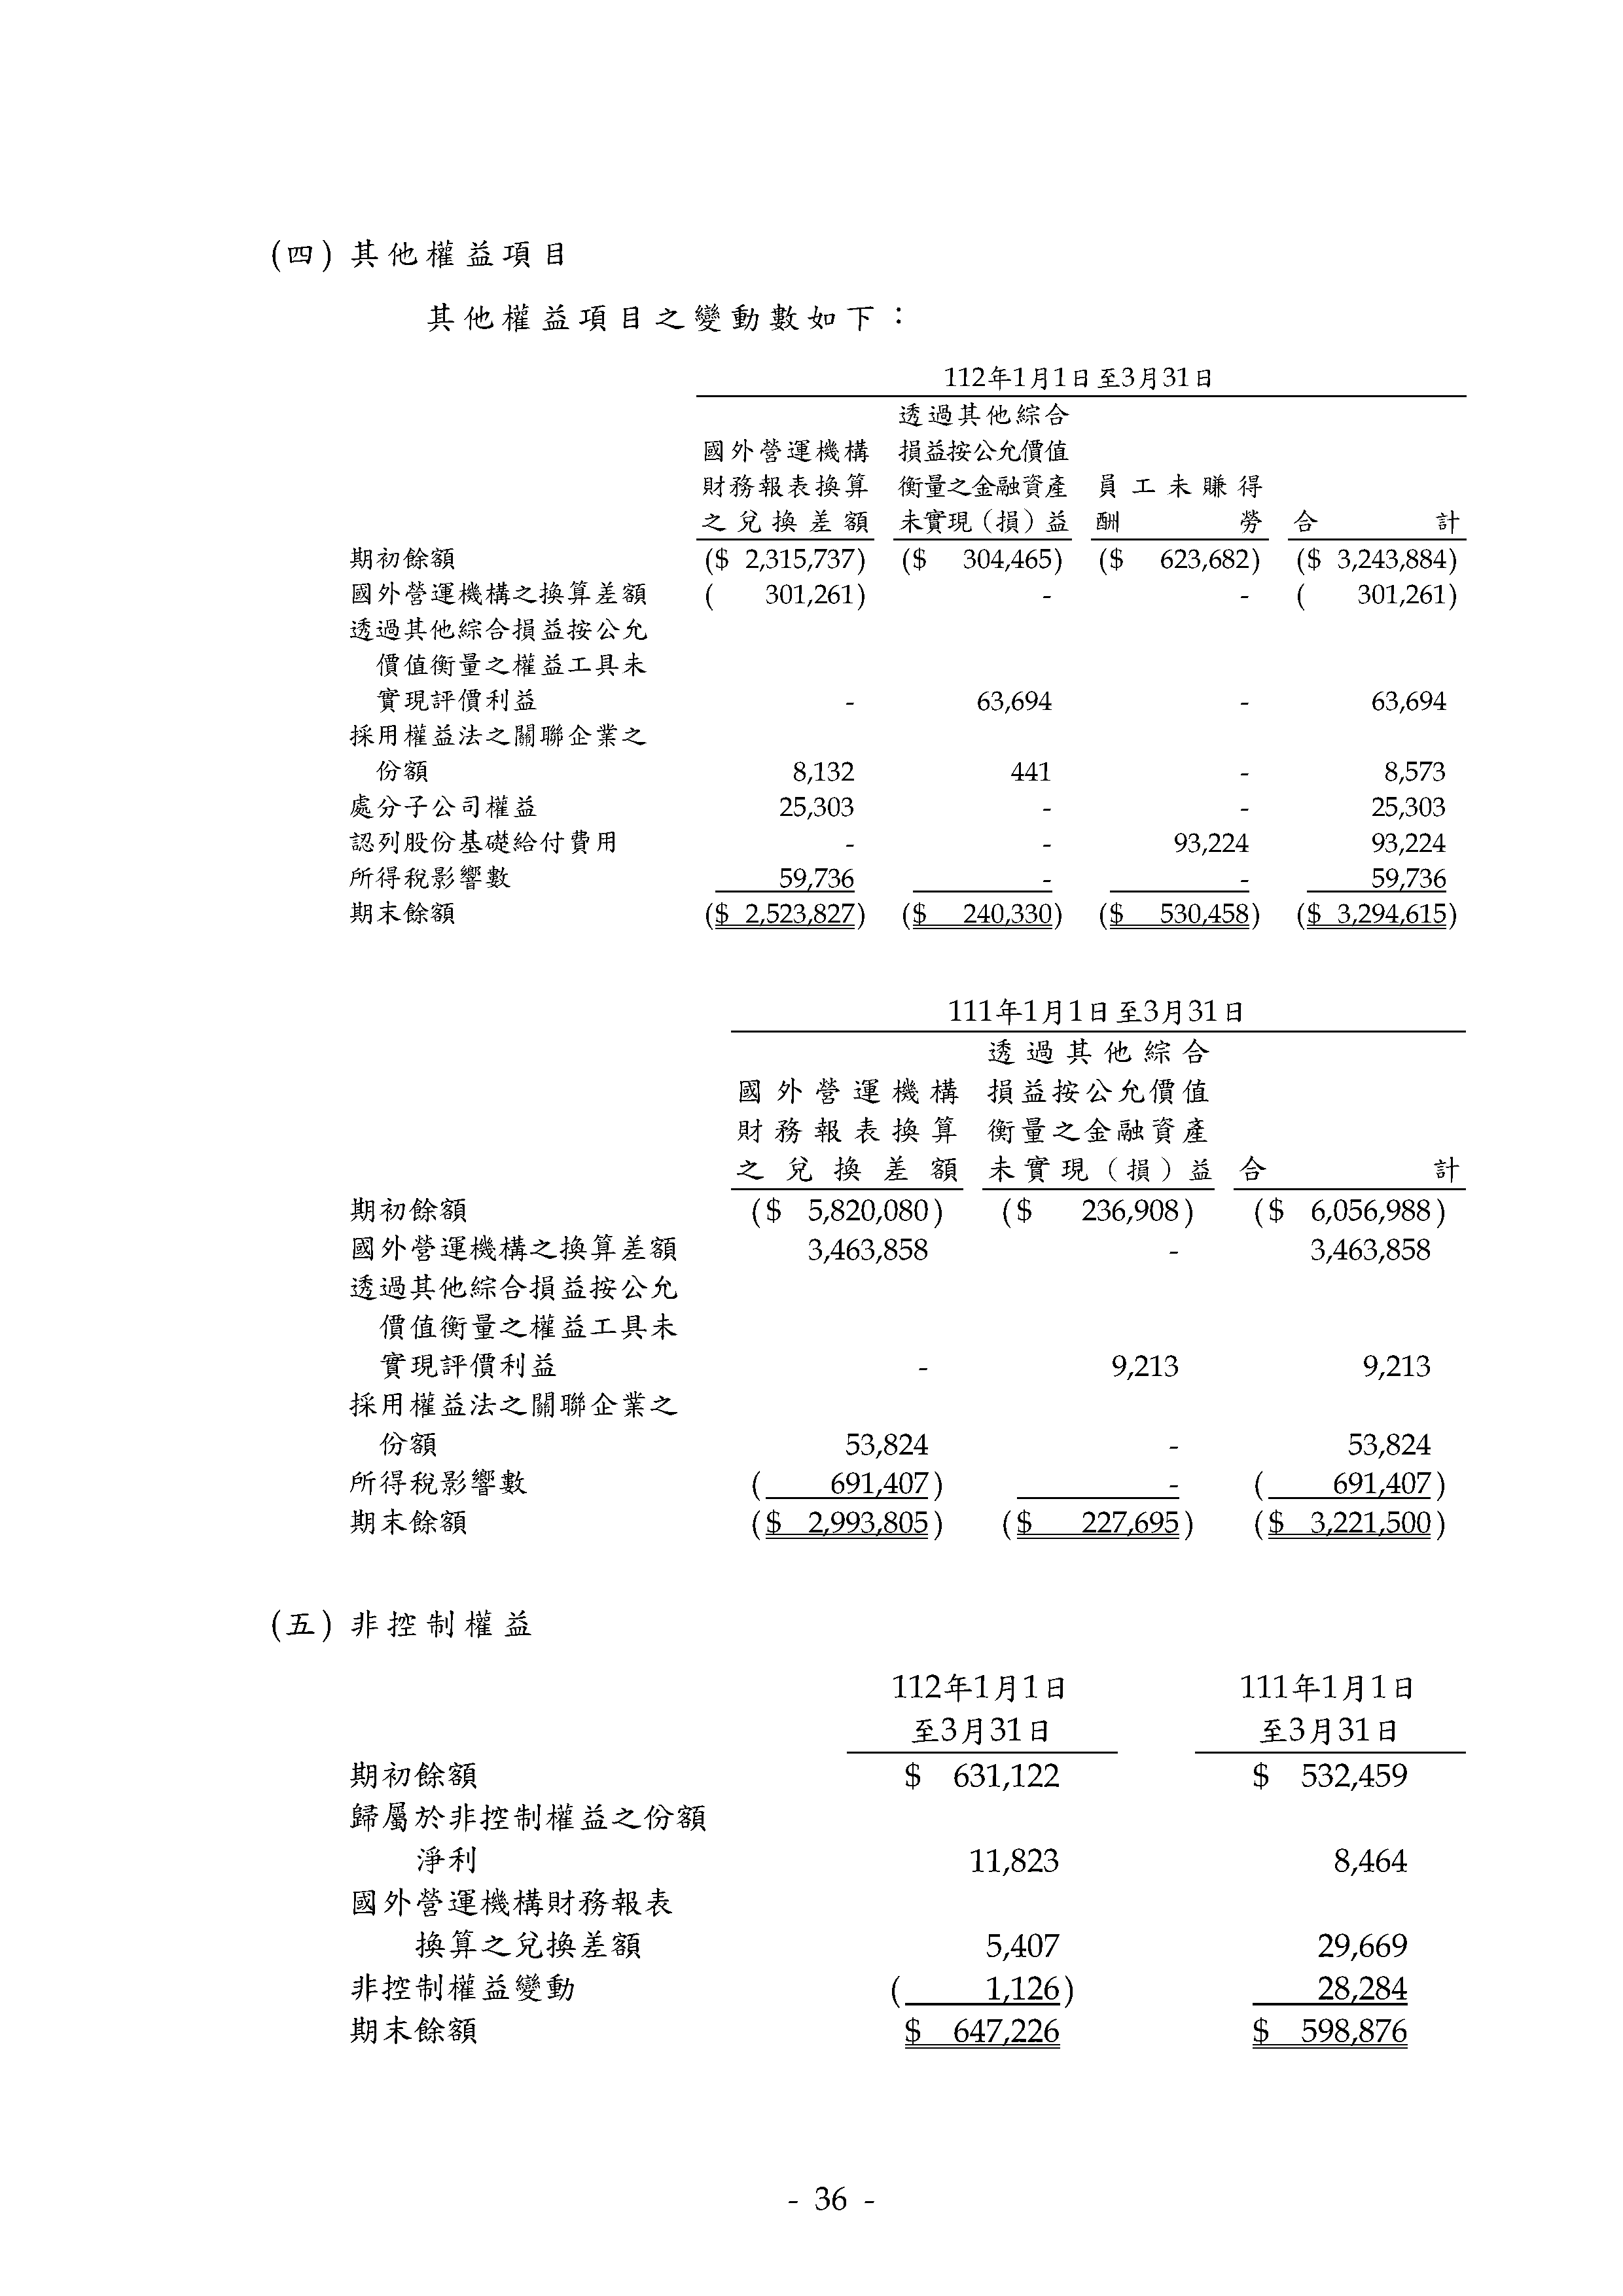 (四) 其他權益項目
其他權益項目之變動數如下：
112年1月1日至3月31日
透過其他綜合
國外營運機構 損益按公允價值
財務報表換算 衡量之金融資產 員工未賺得
之兌換差額 未實現（損）益 酬勞 合計
期初餘額 ($ 2,315,737) ($ 304,465) ($ 623,682) ($ 3,243,884)
國外營運機構之換算差額 ( 301,261) - - ( 301,261)
透過其他綜合損益按公允
價值衡量之權益工具未
實現評價利益 - 63,694 - 63,694
採用權益法之關聯企業之
份額 8,132 441 - 8,573
處分子公司權益 25,303 - - 25,303
認列股份基礎給付費用 - - 93,224 93,224
所得稅影響數 59,736 - - 59,736
期末餘額 ($ 2,523,827) ($ 240,330) ($ 530,458) ($ 3,294,615)
111年1月1日至3月31日
透過其他綜合
國外營運機構 損益按公允價值
財務報表換算 衡量之金融資產
之兌換差額 未實現（損）益 合計
期初餘額 ($ 5,820,080) ($ 236,908) ($ 6,056,988)
國外營運機構之換算差額 3,463,858 - 3,463,858
透過其他綜合損益按公允
價值衡量之權益工具未
實現評價利益 - 9,213 9,213
採用權益法之關聯企業之
份額 53,824 - 53,824
所得稅影響數 ( 691,407) - ( 691,407)
期末餘額 ($ 2,993,805) ($ 227,695) ($ 3,221,500)
(五) 非控制權益
112年1月1日 111年1月1日
至3月31日 至3月31日
期初餘額 $ 631,122 $ 532,459
歸屬於非控制權益之份額
淨利 11,823 8,464
國外營運機構財務報表
換算之兌換差額 5,407 29,669
非控制權益變動 ( 1,126) 28,284
期末餘額 $ 647,226 $ 598,876
- 36 -